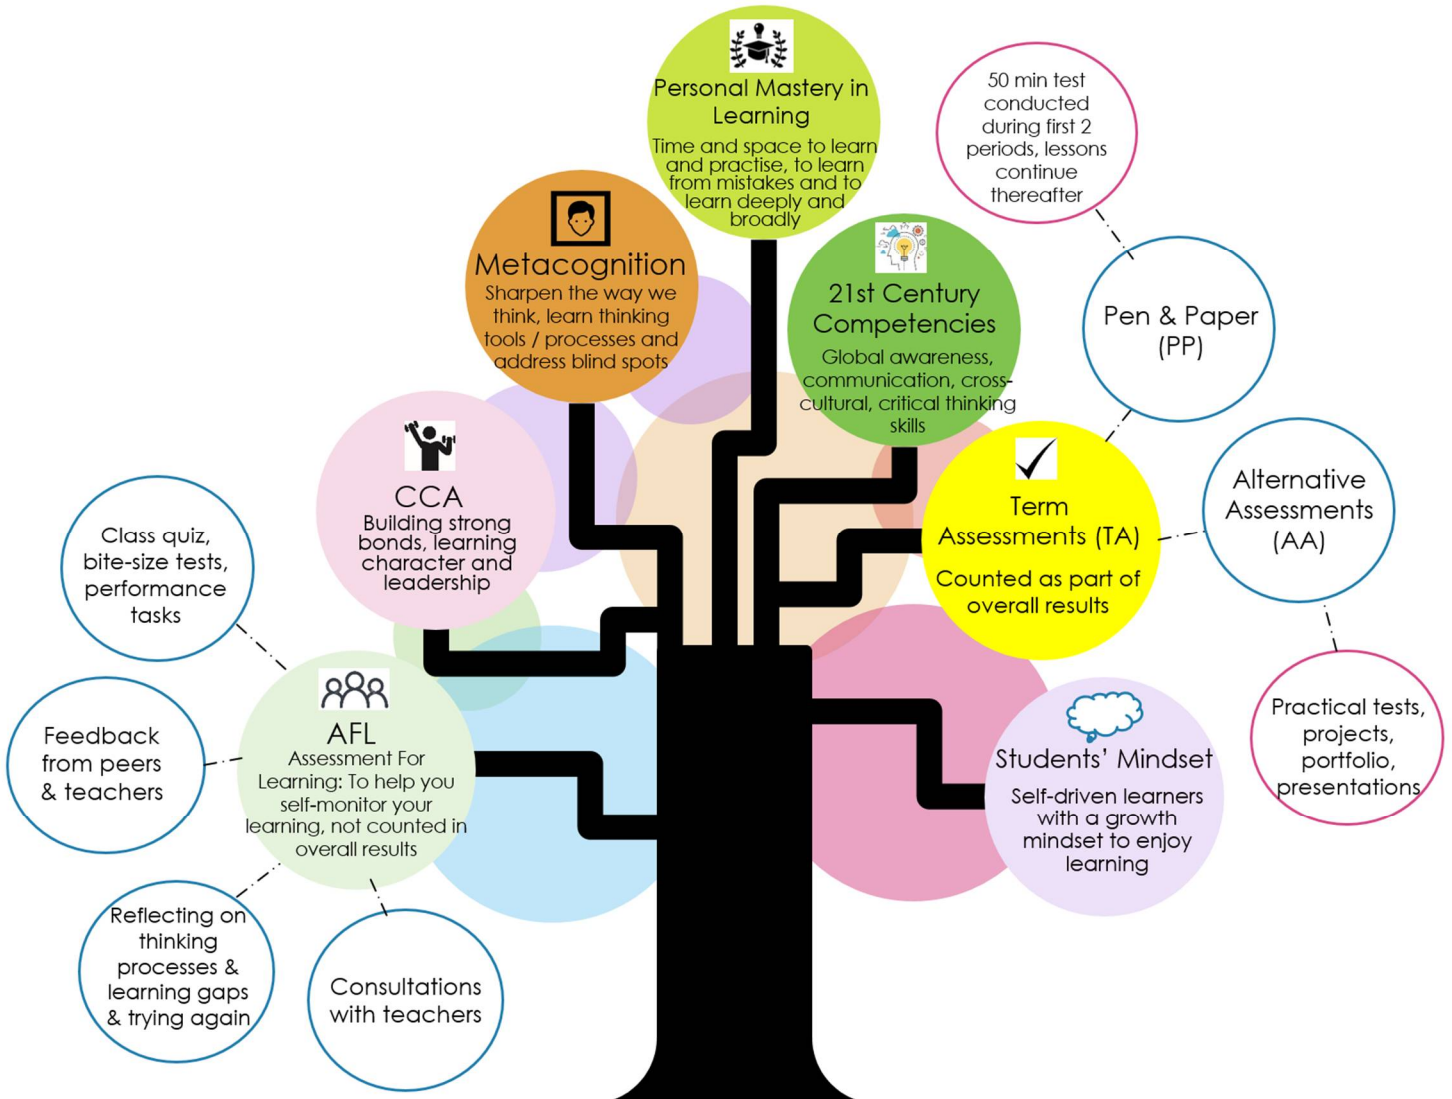 Personal Mastery in
Learning
Time and space to learn
and practise, to learn
from mistakes and to
learn deeply and
broadly
50 min test
conducted
during first 2
periods, lessons
continue
thereafter
Metacognition
Sharpen the way we
think, learn thinking
tools / processes and
address blind spots
21st Century
Competencies
Global awareness,
communication, cross-
cultural, critical thinking
skills
Pen & Paper
(PP)
CCA
Building strong
bonds, learning
character and
leadership
Term
Assessments (TA)
Counted as part of
overall results
Alternative
Assessments
(AA)
Class quiz,
bite-size tests,
performance
tasks
Feedback
from peers
& teachers
AFL
Assessment For
Learning: To help you
self-monitor your
learning, not counted in
overall results
Students’ Mindset
Self-driven learners
with a growth
mindset to enjoy
learning
Practical tests,
projects,
portfolio,
presentations
Reflecting on
thinking
processes &
learning gaps
& trying again
Consultations
with teachers